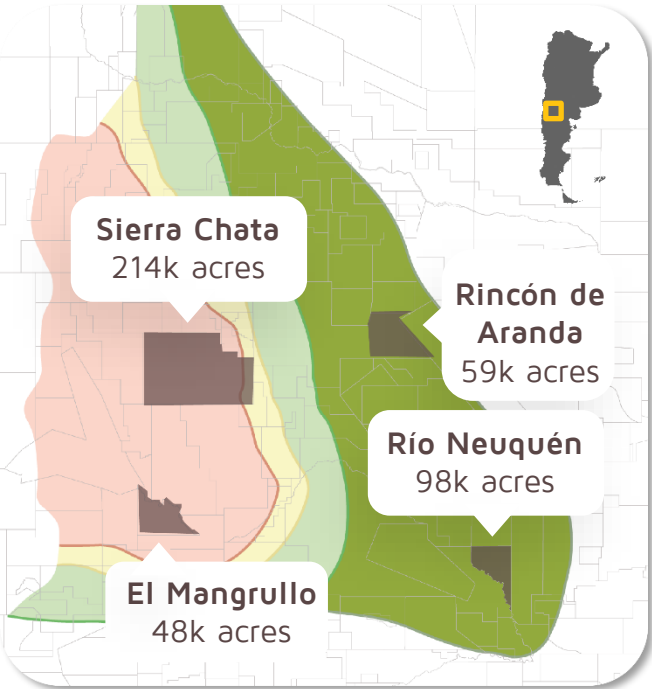 Sierra Chata
214k acres
Rincón de
Aranda
59k acres
Río Neuquén
98k acres
El Mangrullo
48k acres